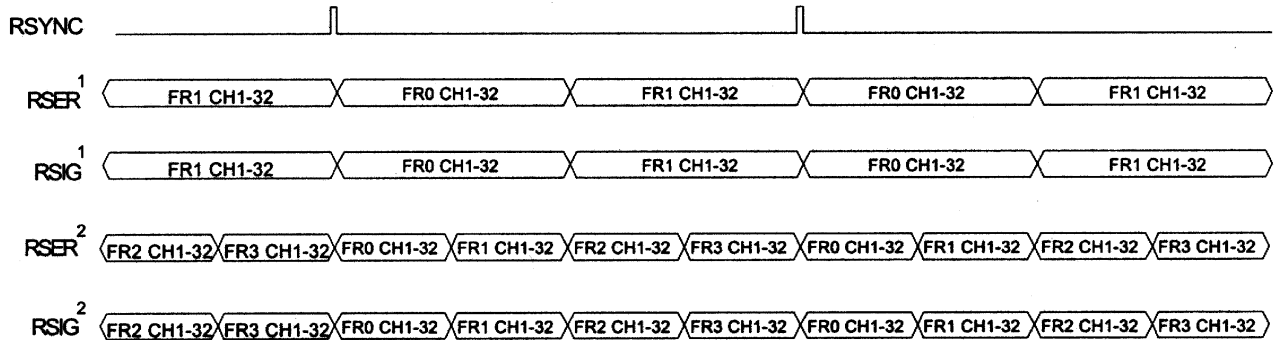 RSYNC
RSER1 FR1 CH1-32 FR0 CH1-32 FR1 CH1-32 FR0 CH1-32 FR1 CH1-32
RSIG1 FR1 CH1-32 FR0 CH1-32 FR1 CH1-32 FR0 CH1-32 FR1 CH1-32
RSER2 FR2 CH1-32 FR3 CH1-32 FR0 CH1-32 FR1 CH1-32 FR2 CH1-32 FR3 CH1-32 FR0 CH1-32 FR1 CH1-32 FR2 CH1-32 FR3 CH1-32
RSIG2 FR2 CH1-32 FR3 CH1-32 FR0 CH1-32 FR1 CH1-32 FR2 CH1-32 FR3 CH1-32 FR0 CH1-32 FR1 CH1-32 FR2 CH1-32 FR3 CH1-32